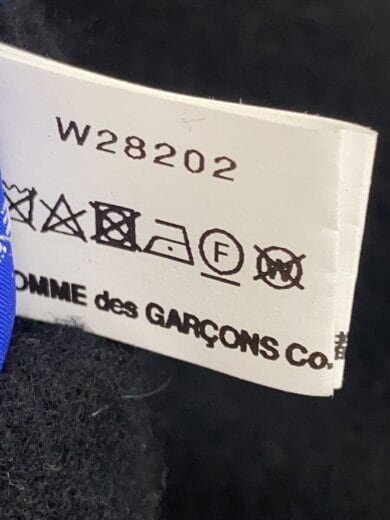 W28202
F
W
OMME des GARÇONS Co.